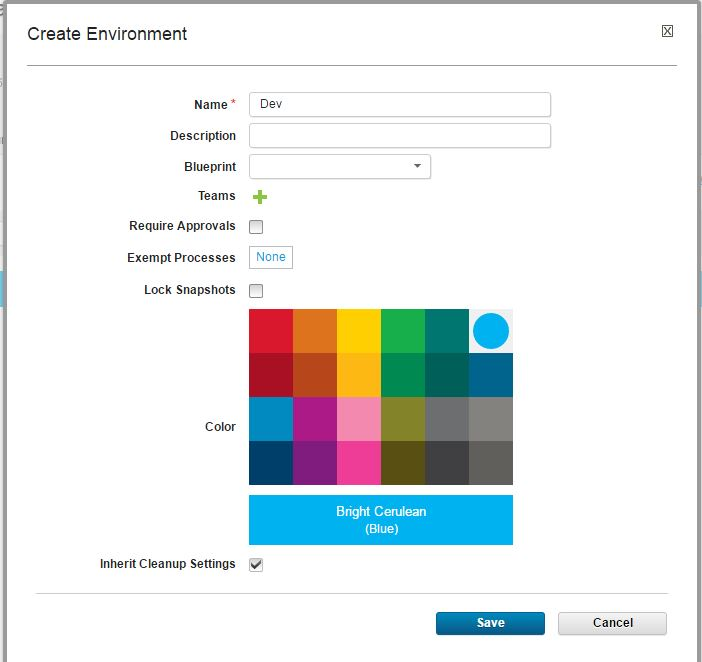 Create Environment
Name *
Dev
Description
Blueprint
Teams
Require Approvals
Exempt Processes
None
Lock Snapshots
Color
Bright Cerulean
(Blue)
Inherit Cleanup Settings
Save
Cancel